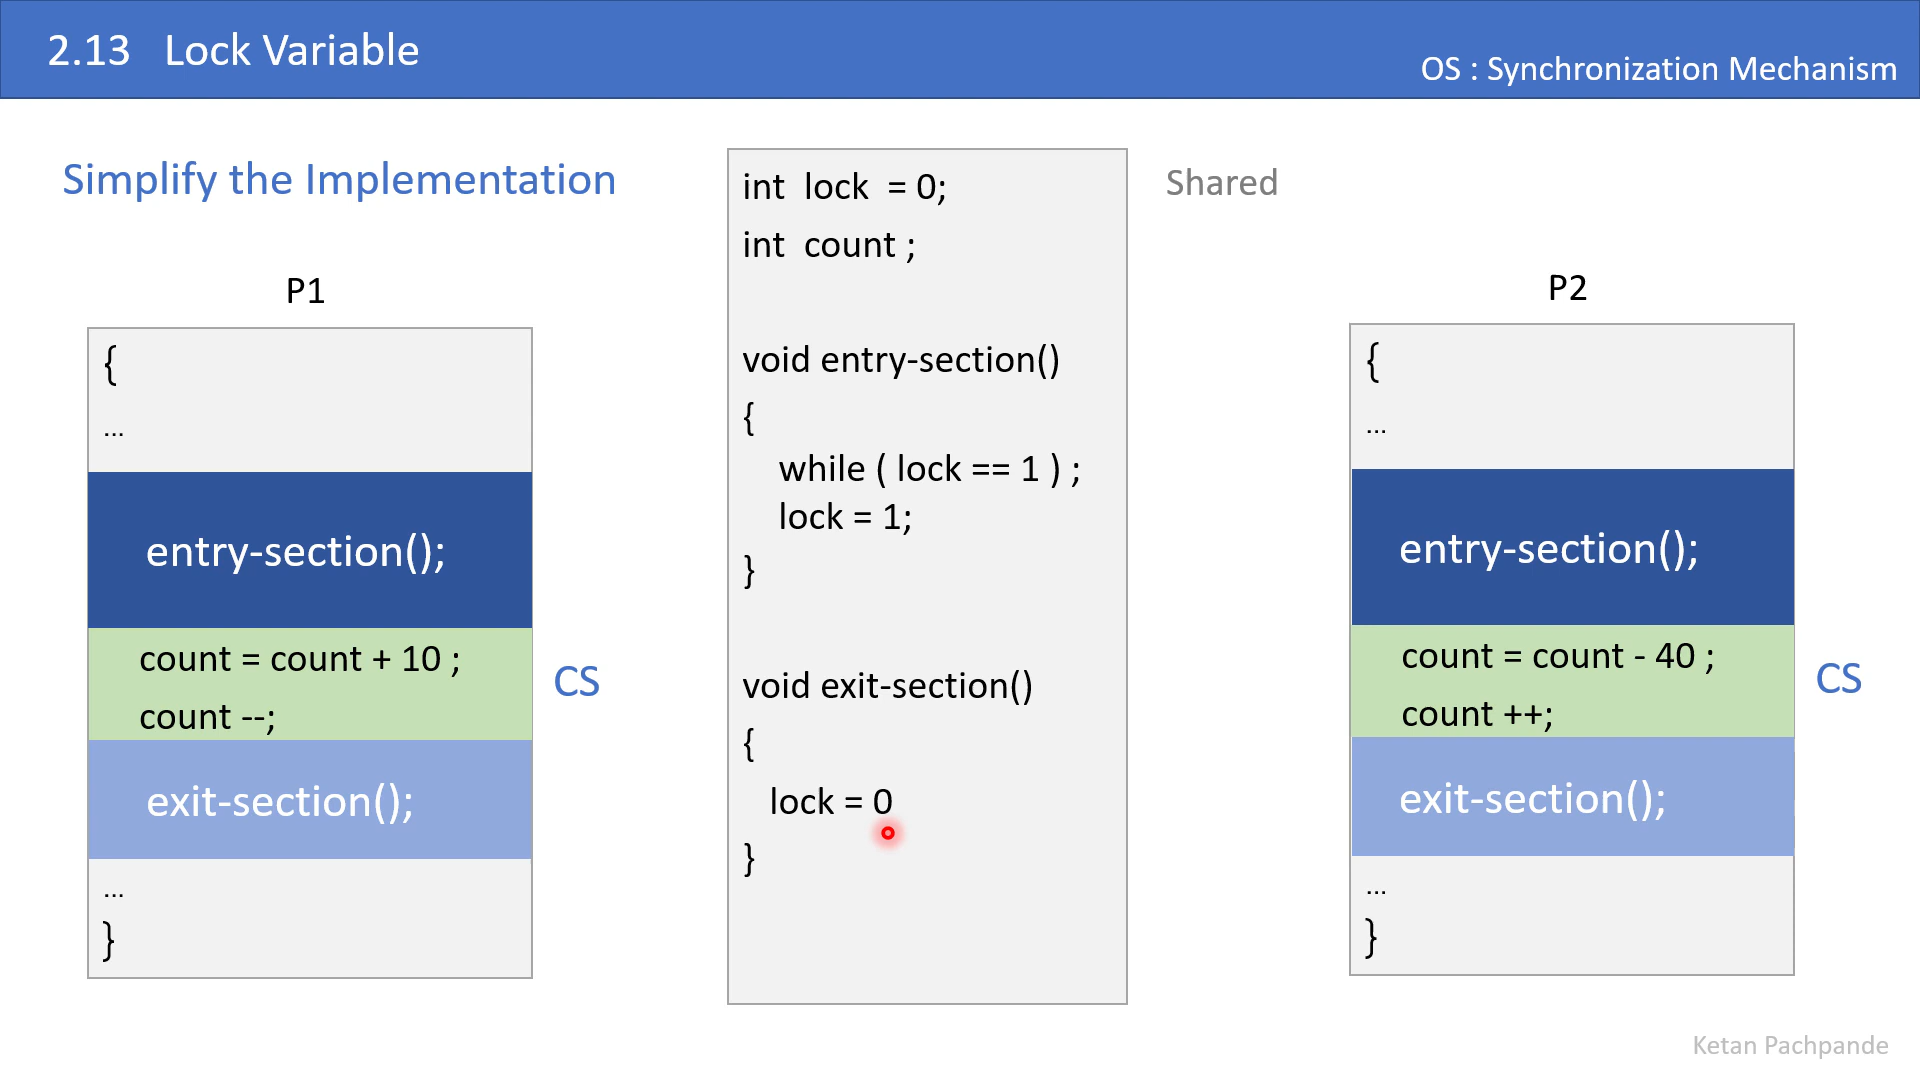 2.13 Lock Variable
OS : Synchronization Mechanism
Simplify the Implementation
P1
{
...
entry-section();
count = count + 10 ;
count --;
CS
exit-section();
...
}
int lock = 0;
int count ;
void entry-section()
{
while ( lock == 1 ) ;
lock = 1;
}
void exit-section()
{
lock = 0
}
Shared
P2
{
...
entry-section();
count = count - 40 ;
count ++;
CS
exit-section();
...
}
Ketan Pachpande